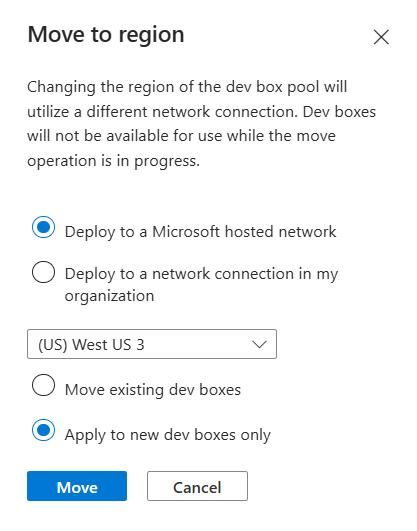 Move to region
Changing the region of the dev box pool will
utilize a different network connection. Dev boxes
will not be available for use while the move
operation is in progress.
Deploy to a Microsoft hosted network
Deploy to a network connection in my
organization
(US) West US 3
Move existing dev boxes
Apply to new dev boxes only
Move Cancel